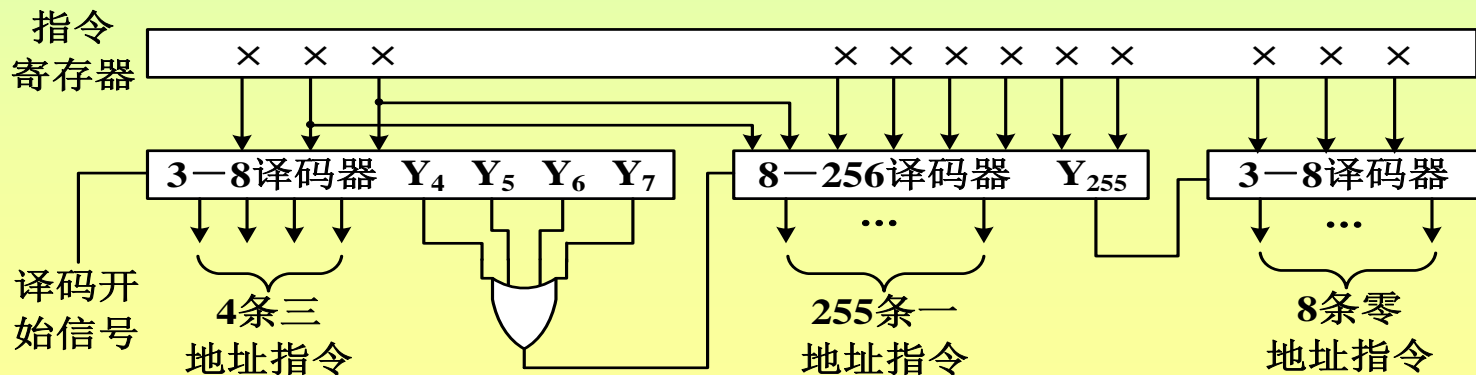 指令
寄存器
× × × × × × × × × × × ×
3－8译码器 Y₄ Y₅ Y₆ Y₇
8－256译码器 Y₂₅₅
3－8译码器
...
...
译码开
始信号
4条三
地址指令
255条一
地址指令
8条零
地址指令